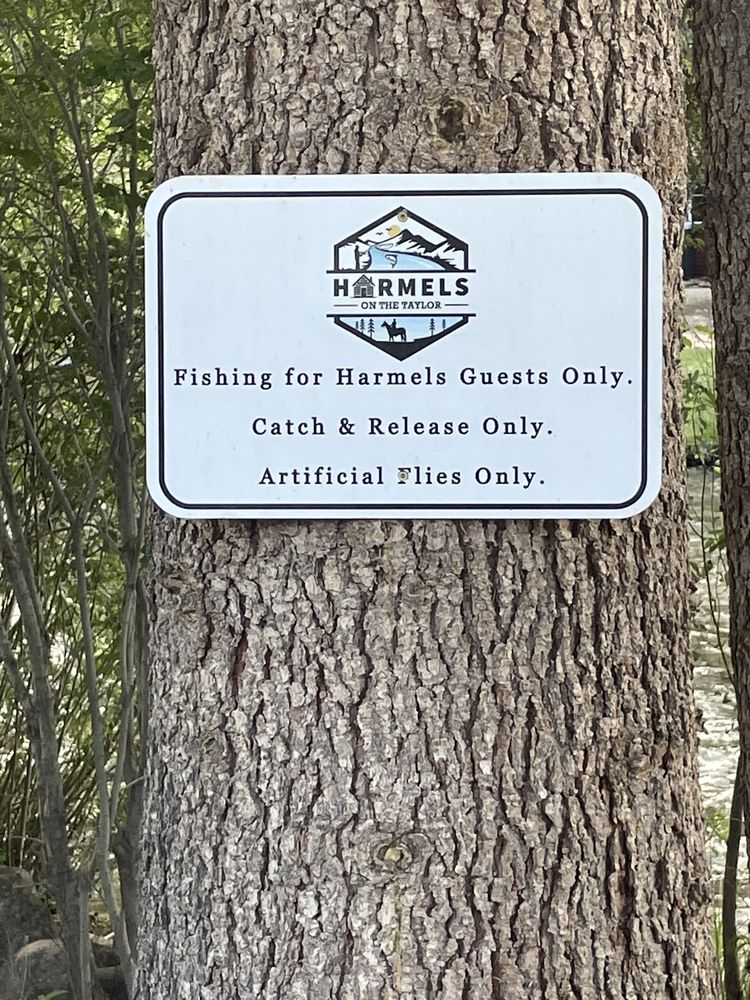 HARMELS
ON THE TAYLOR
Fishing for Harmels Guests Only.
Catch & Release Only.
Artificial Flies Only.